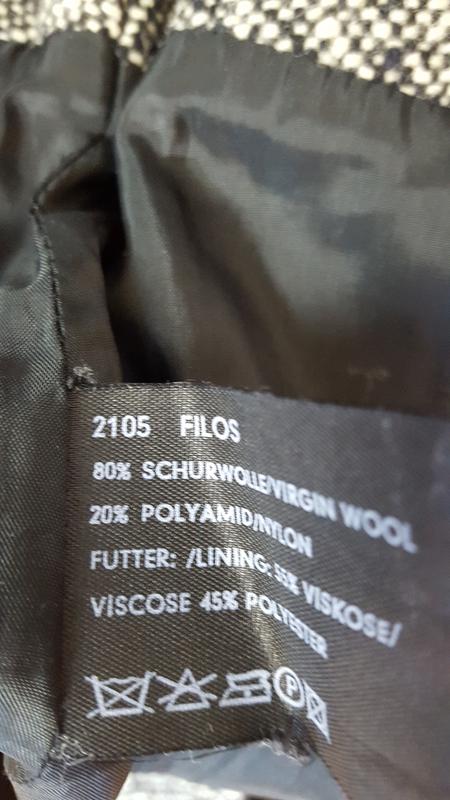 2105 FILOS
80% SCHURWOLLE/VIRGIN WOOL
20% POLYAMID/NYLON
FUTTER: /LINING: 55% VISKOSE/
VISCOSE 45% POLYESTER
P